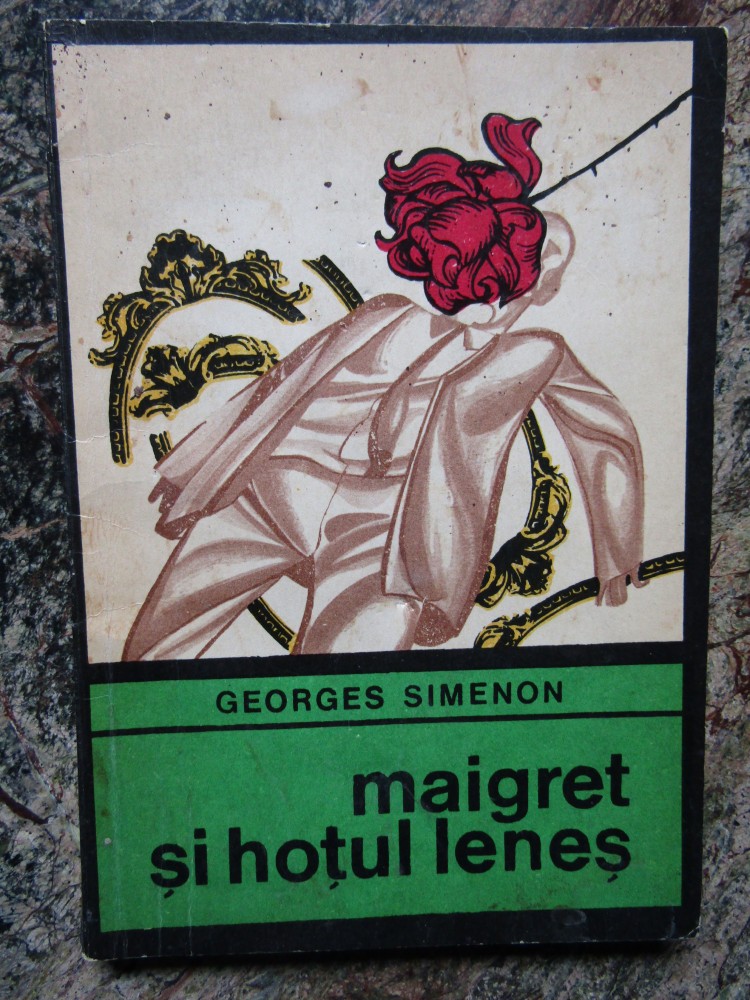 GEORGES SIMENON
maigret
și hoțul leneș